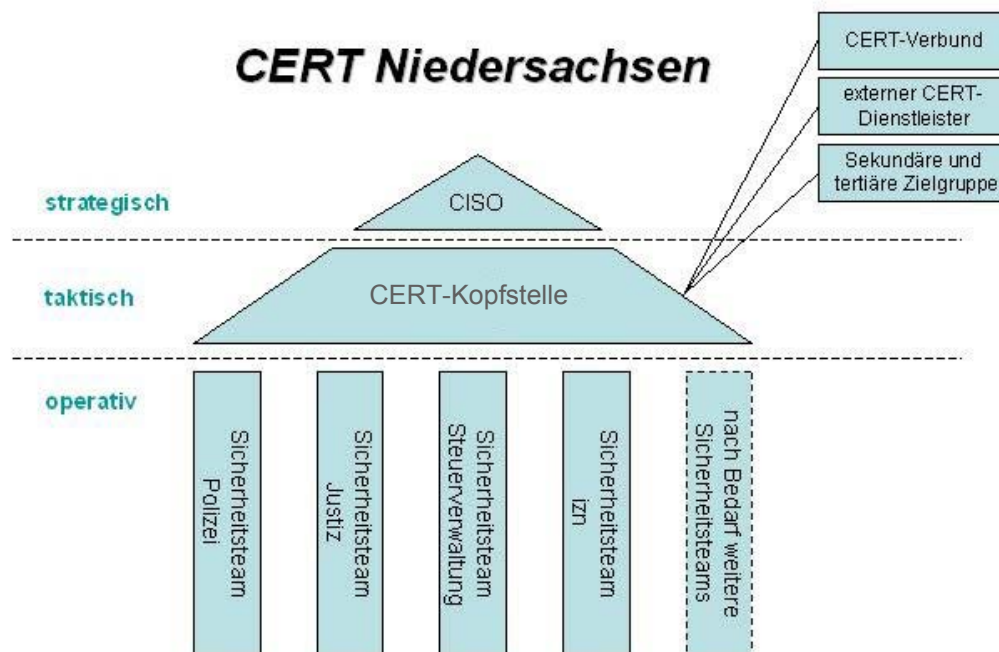 CERT Niedersachsen
CERT-Verbund
externer CERT-
Dienstleister
Sekundäre und
tertiäre Zielgruppe
strategisch
CISO
taktisch
CERT-Kopfstelle
operativ
Sicherheitsteam
Polizei
Sicherheitsteam
Justiz
Sicherheitsteam
Steuerverwaltung
Sicherheitsteam
izn
nach Bedarf weitere
Sicherheitsteams